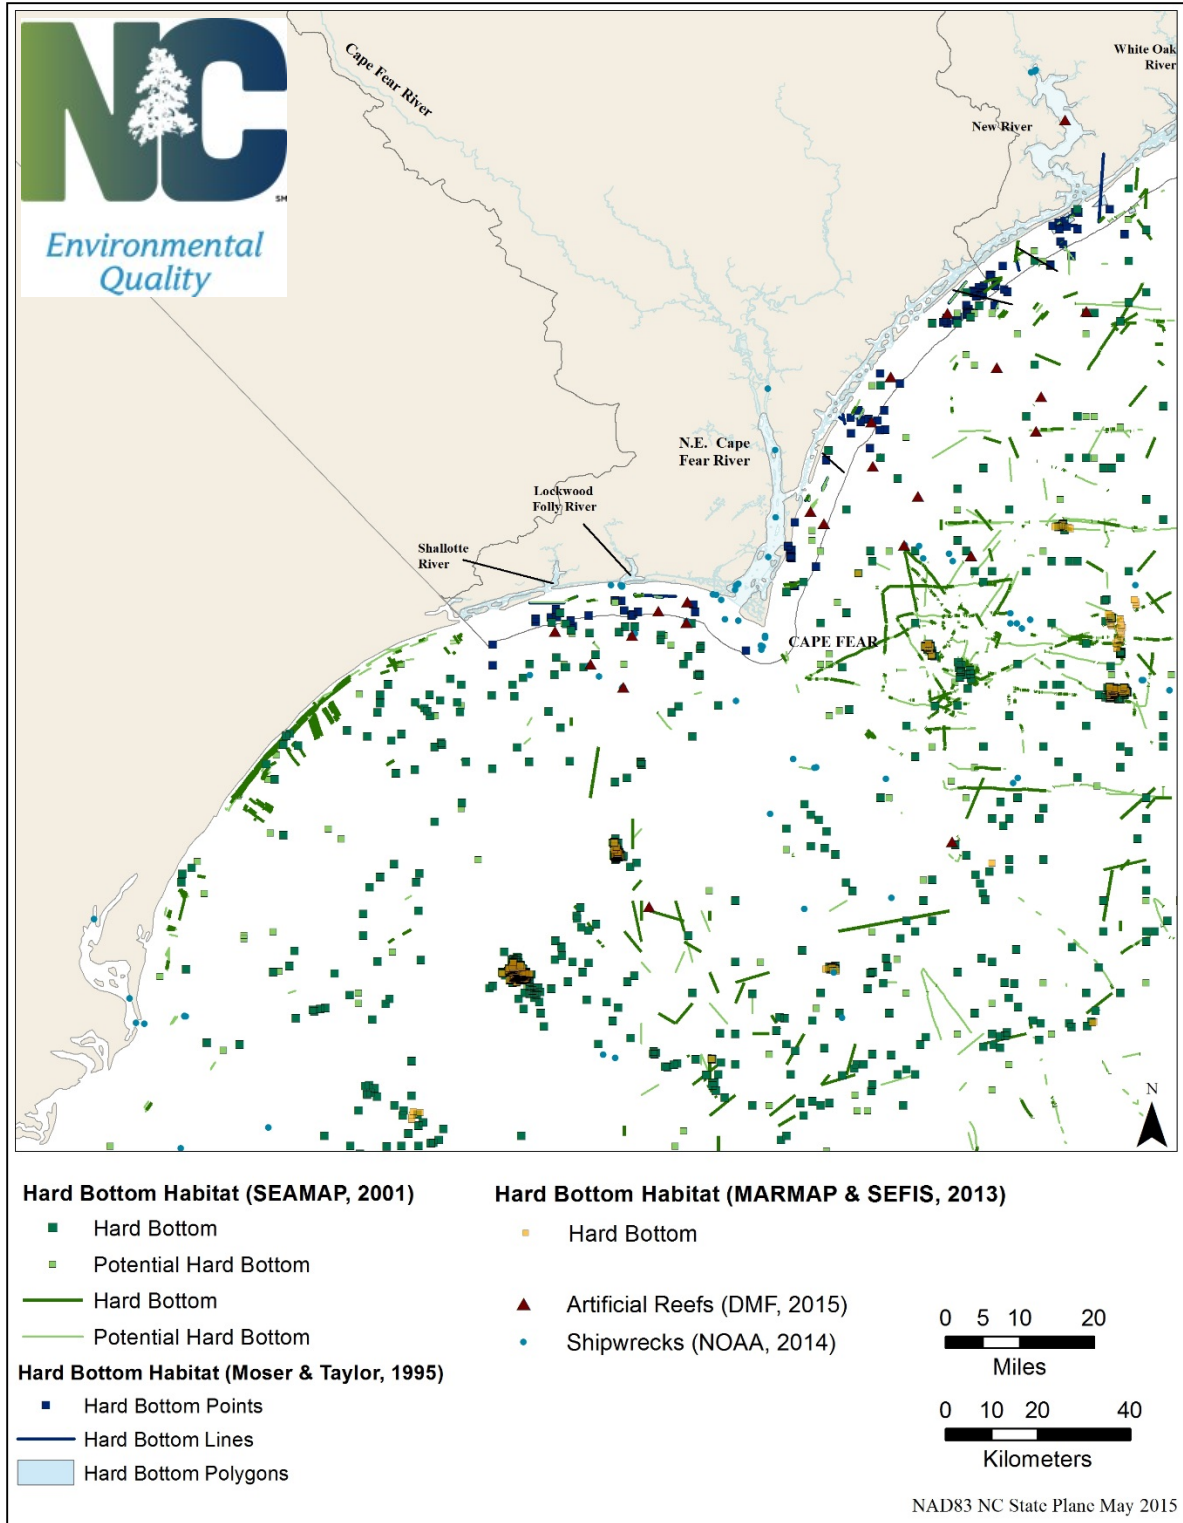 NC
SM
Environmental
Quality
Cape Fear River
White Oak
River
New River
N.E. Cape
Fear River
Lockwood
Folly River
Shallotte
River
CAPE FEAR
N
Hard Bottom Habitat (SEAMAP, 2001)
Hard Bottom
Potential Hard Bottom
Hard Bottom
Potential Hard Bottom
Hard Bottom Habitat (Moser & Taylor, 1995)
Hard Bottom Points
Hard Bottom Lines
Hard Bottom Polygons
Hard Bottom Habitat (MARMAP & SEFIS, 2013)
Hard Bottom
Artificial Reefs (DMF, 2015)
Shipwrecks (NOAA, 2014)
0 5 10 20
Miles
0 10 20 40
Kilometers
NAD83 NC State Plane May 2015